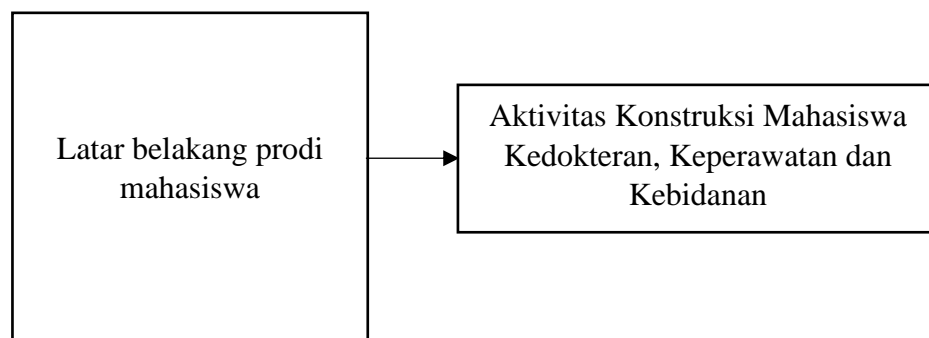 Latar belakang prodi
mahasiswa
Aktivitas Konstruksi Mahasiswa
Kedokteran, Keperawatan dan
Kebidanan